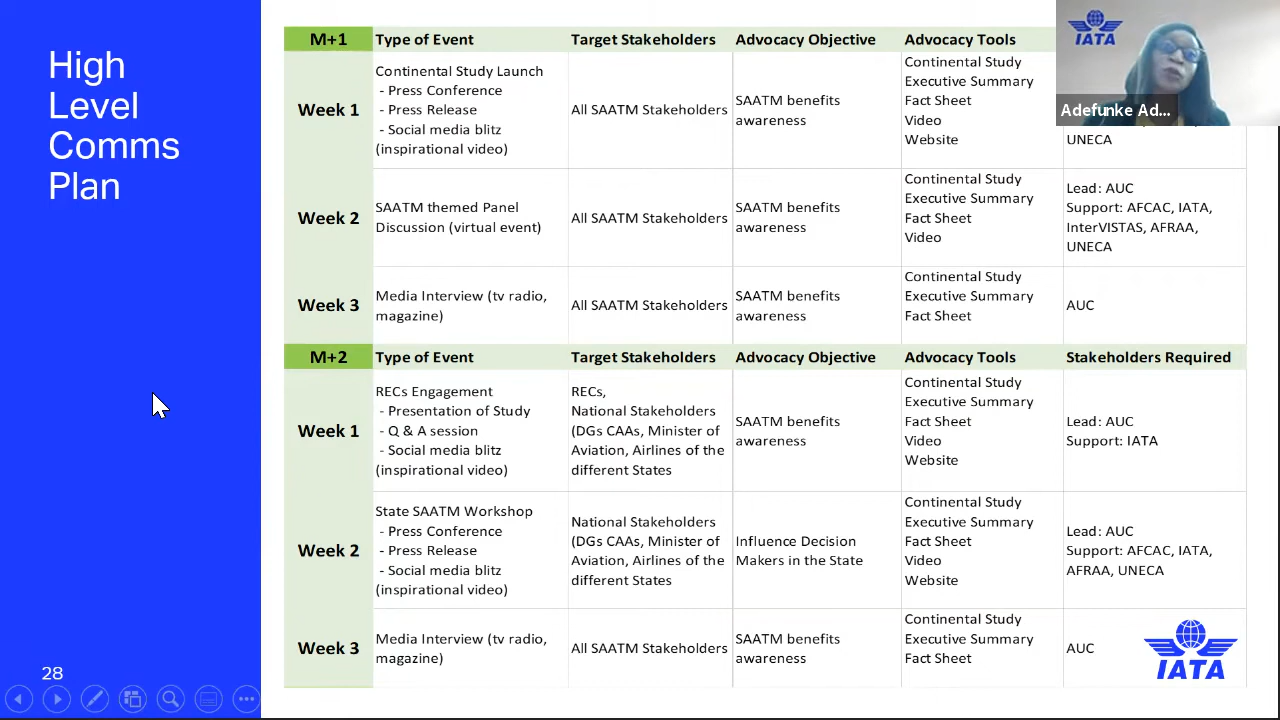 High
Level
Comms
Plan
M+1 Type of Event Target Stakeholders Advocacy Objective Advocacy Tools
Week 1
Continental Study Launch
- Press Conference
- Press Release
- Social media blitz
(inspirational video)
All SAATM Stakeholders
SAATM benefits
awareness
Continental Study
Executive Summary
Fact Sheet
Video
Website
UNECA
Week 2
SAATM themed Panel
Discussion (virtual event)
All SAATM Stakeholders
SAATM benefits
awareness
Continental Study
Executive Summary
Fact Sheet
Video
Lead: AUC
Support: AFCAC, IATA,
InterVISTAS, AFRAA,
UNECA
Week 3
Media Interview (tv radio,
magazine)
All SAATM Stakeholders
SAATM benefits
awareness
Continental Study
Executive Summary
Fact Sheet
AUC
M+2 Type of Event Target Stakeholders Advocacy Objective Advocacy Tools Stakeholders Required
Week 1
RECs Engagement
- Presentation of Study
- Q & A session
- Social media blitz
(inspirational video)
RECs,
National Stakeholders
(DGs CAAs, Minister of
Aviation, Airlines of the
different States
SAATM benefits
awareness
Continental Study
Executive Summary
Fact Sheet
Video
Website
Lead: AUC
Support: IATA
Week 2
State SAATM Workshop
- Press Conference
- Press Release
- Social media blitz
(inspirational video)
National Stakeholders
(DGs CAAs, Minister of
Aviation, Airlines of the
different States
Influence Decision
Makers in the State
Continental Study
Executive Summary
Fact Sheet
Video
Website
Lead: AUC
Support: AFCAC, IATA,
AFRAA, UNECA
Week 3
Media Interview (tv radio,
magazine)
All SAATM Stakeholders
SAATM benefits
awareness
Continental Study
Executive Summary
Fact Sheet
AUC
IATA
28
IATA
Adefunke Ad...